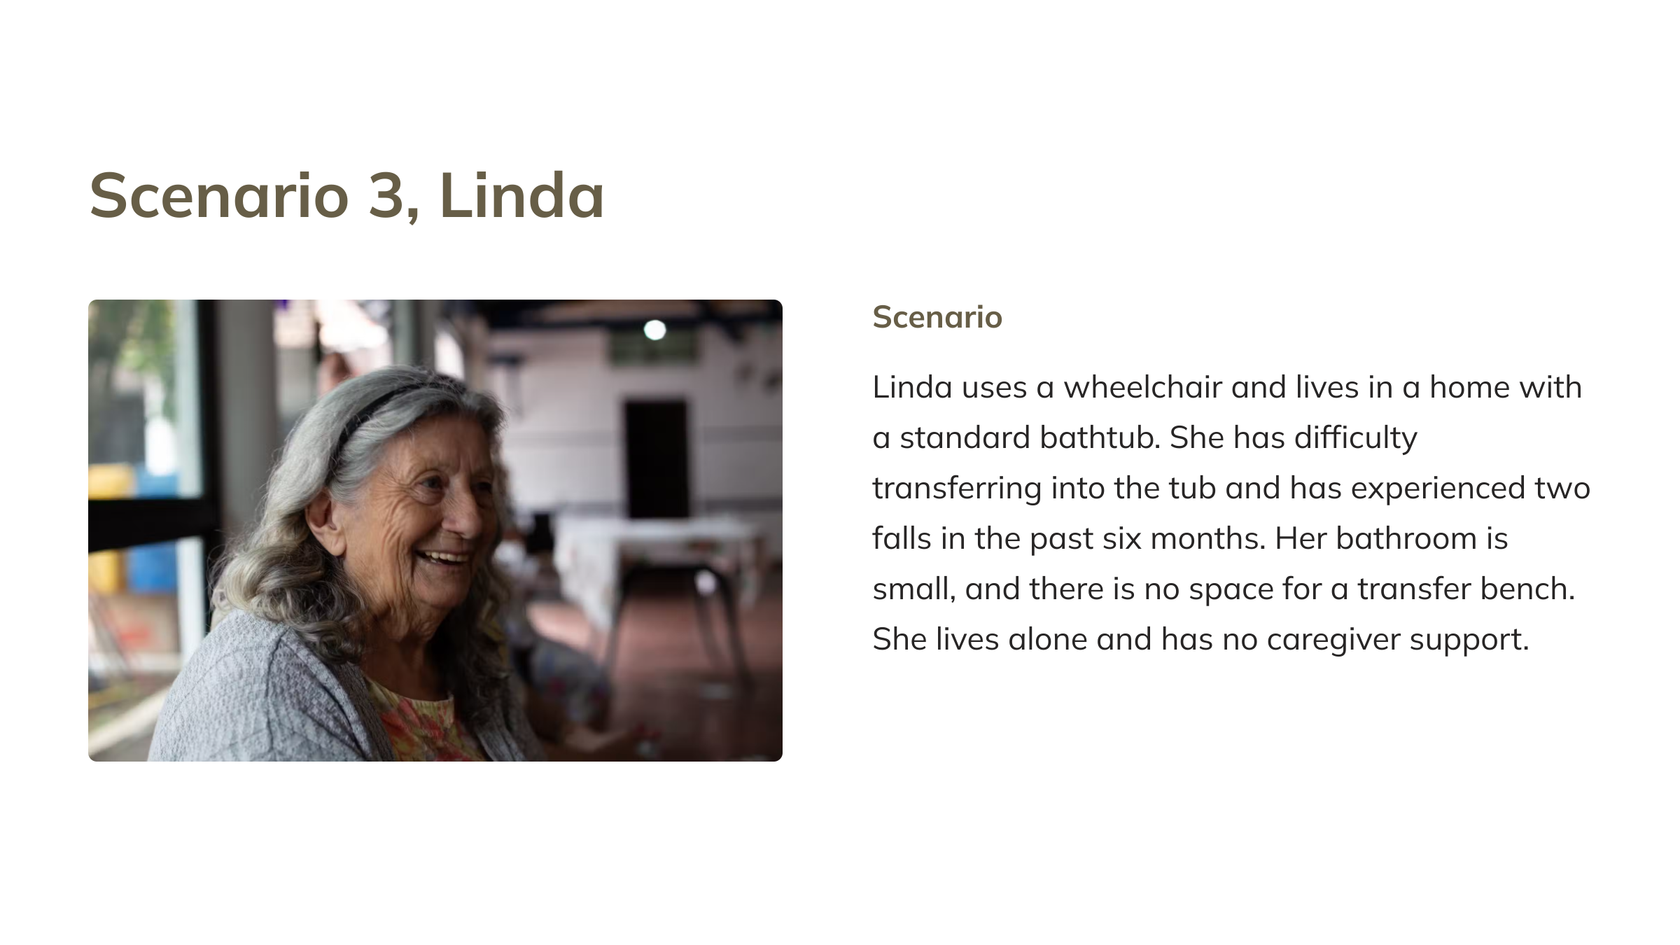 Scenario 3, Linda
Scenario
Linda uses a wheelchair and lives in a home with
a standard bathtub. She has difficulty
transferring into the tub and has experienced two
falls in the past six months. Her bathroom is
small, and there is no space for a transfer bench.
She lives alone and has no caregiver support.